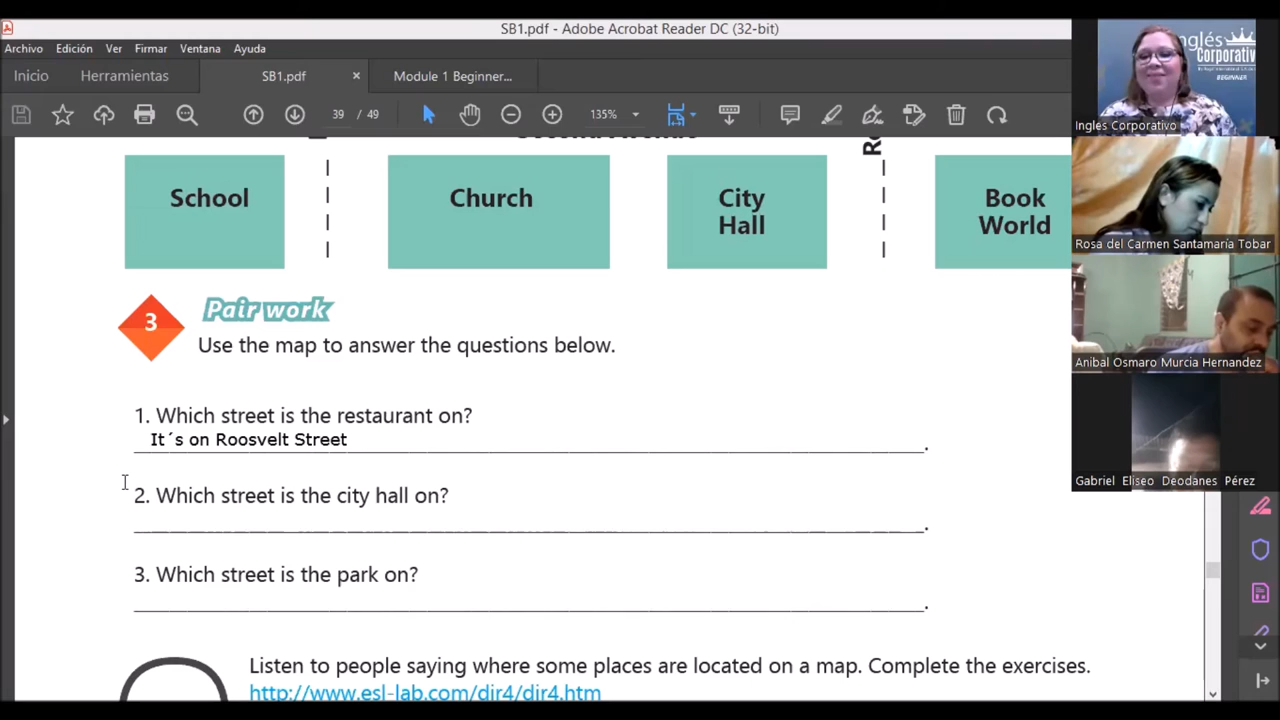 SB1.pdf - Adobe Acrobat Reader DC (32-bit)
Archivo Edición Ver Firmar Ventana Ayuda
Inicio Herramientas SB1.pdf × Module 1 Beginner...
39 / 49 135%
School
Church
City
Hall
Book
World
3
Pair work
Use the map to answer the questions below.
1. Which street is the restaurant on?
It´s on Roosvelt Street
2. Which street is the city hall on?
3. Which street is the park on?
Listen to people saying where some places are located on a map. Complete the exercises.
http://www.esl-lab.com/dir4/dir4.htm
Inglés
Corporativo
BEGINNER
Ingles Corporativo
Rosa del Carmen Santamaría Tobar
Anibal Osmaro Murcia Hernandez
Gabriel Eliseo Deodanes Pérez